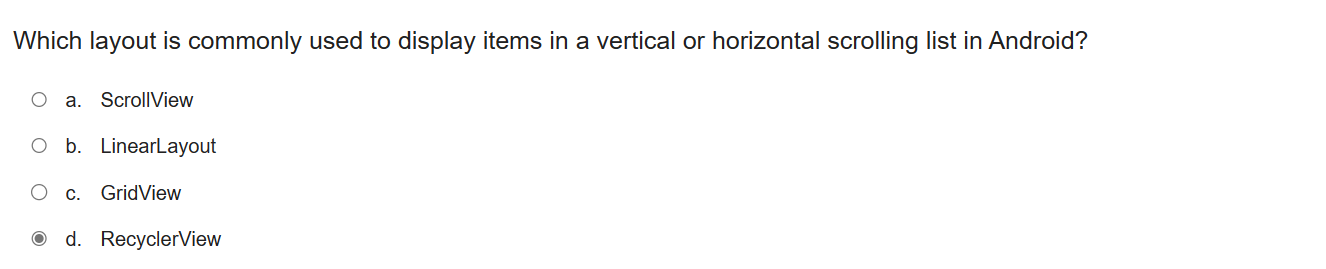 Which layout is commonly used to display items in a vertical or horizontal scrolling list in Android?
a. ScrollView
b. LinearLayout
c. GridView
d. RecyclerView